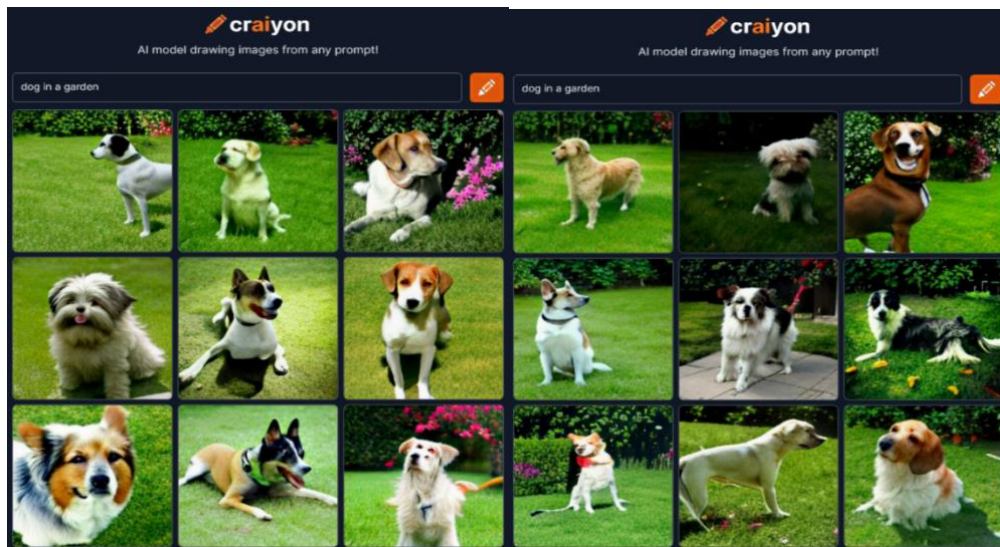 craiyon
AI model drawing images from any prompt!
dog in a garden
craiyon
AI model drawing images from any prompt!
dog in a garden